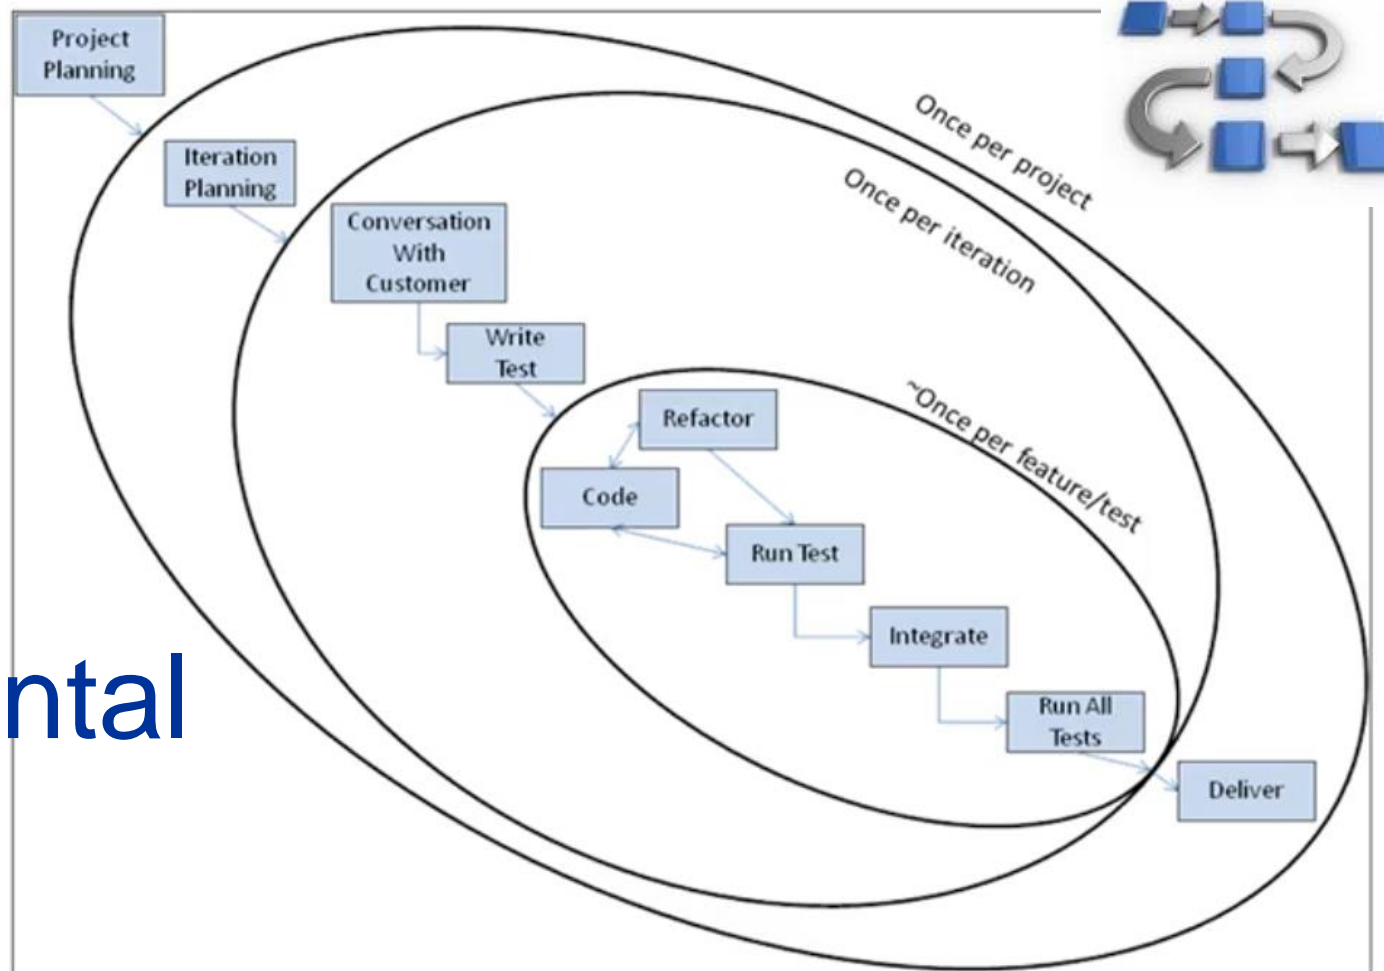 Project
Planning
Once per project
Iteration
Planning
Once per iteration
Conversation
With
Customer
Write
Test
~Once per feature/test
Refactor
Code
Run Test
Integrate
ntal
Run All
Tests
Deliver